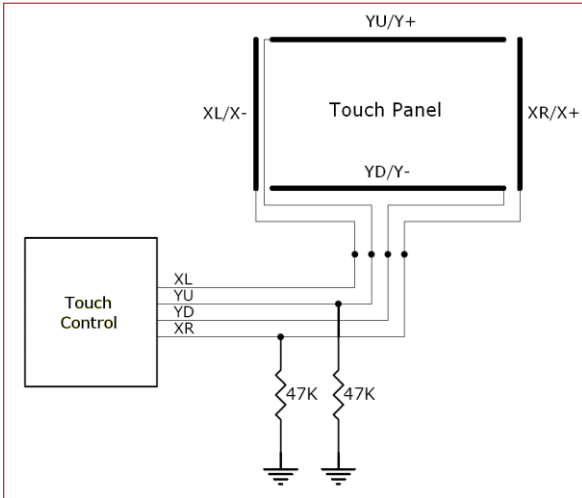 YU/Y+
XL/X-
Touch Panel
XR/X+
YD/Y-
Touch
Control
XL
YU
YD
XR
47K
47K